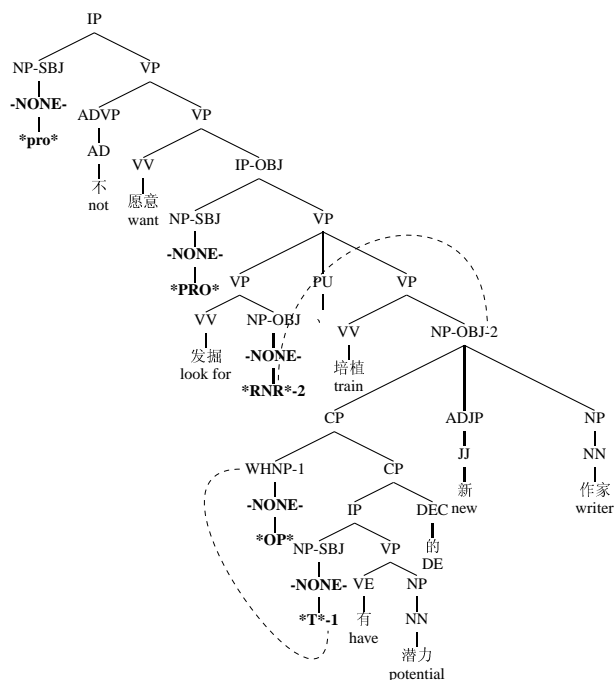 IP
NP-SBJ VP
-NONE- ADVP VP
*pro* AD VV IP-OBJ
不 愿意 NP-SBJ VP
not want -NONE- VP PU VP
*PRO* VV NP-OBJ 、 VV NP-OBJ-2
发掘 -NONE- 培植
look for *RNR*-2 train
CP ADJP NP
WHNP-1 CP JJ NN
-NONE- IP DEC 新 作家
*OP* NP-SBJ VP 的 new writer
-NONE- VE NP DE
*T*-1 有 NN
have 潜力
potential